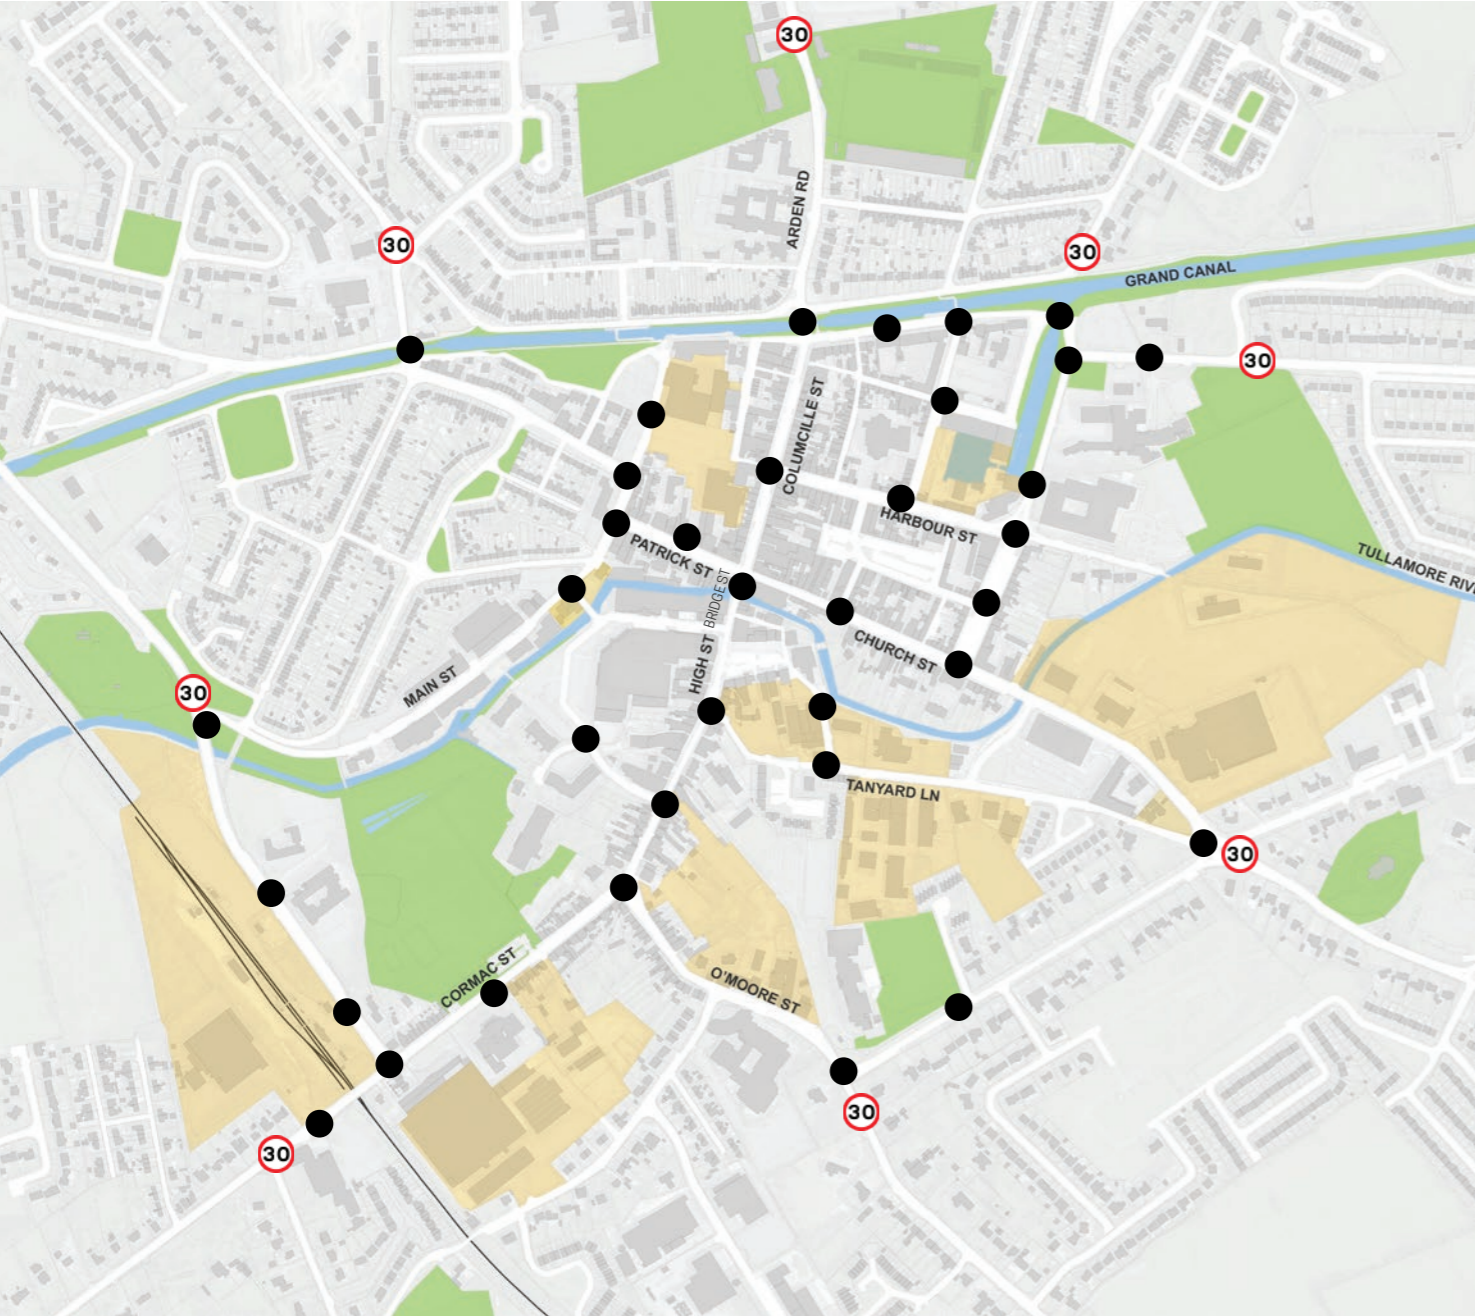 30
ARDEN RD
30
30
GRAND CANAL
30
COLUMCILLE ST
HARBOUR ST
PATRICK ST
TULLAMORE RIV
BRIDGE ST
CHURCH ST
HIGH ST
MAIN ST
30
TANYARD LN
30
CORMAC ST
O'MOORE ST
30
30